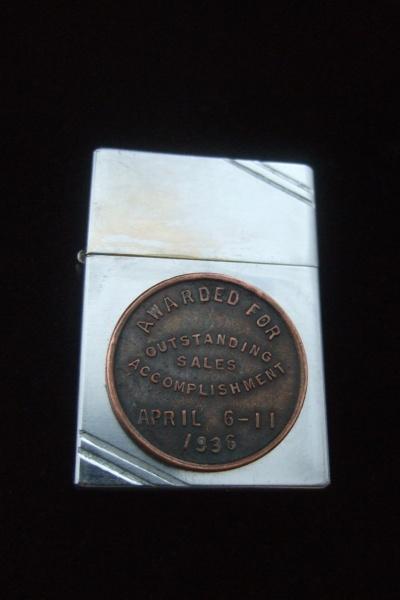 AWARDED FOR
OUTSTANDING
SALES
ACCOMPLISHMENT
APRIL 6-11
1936